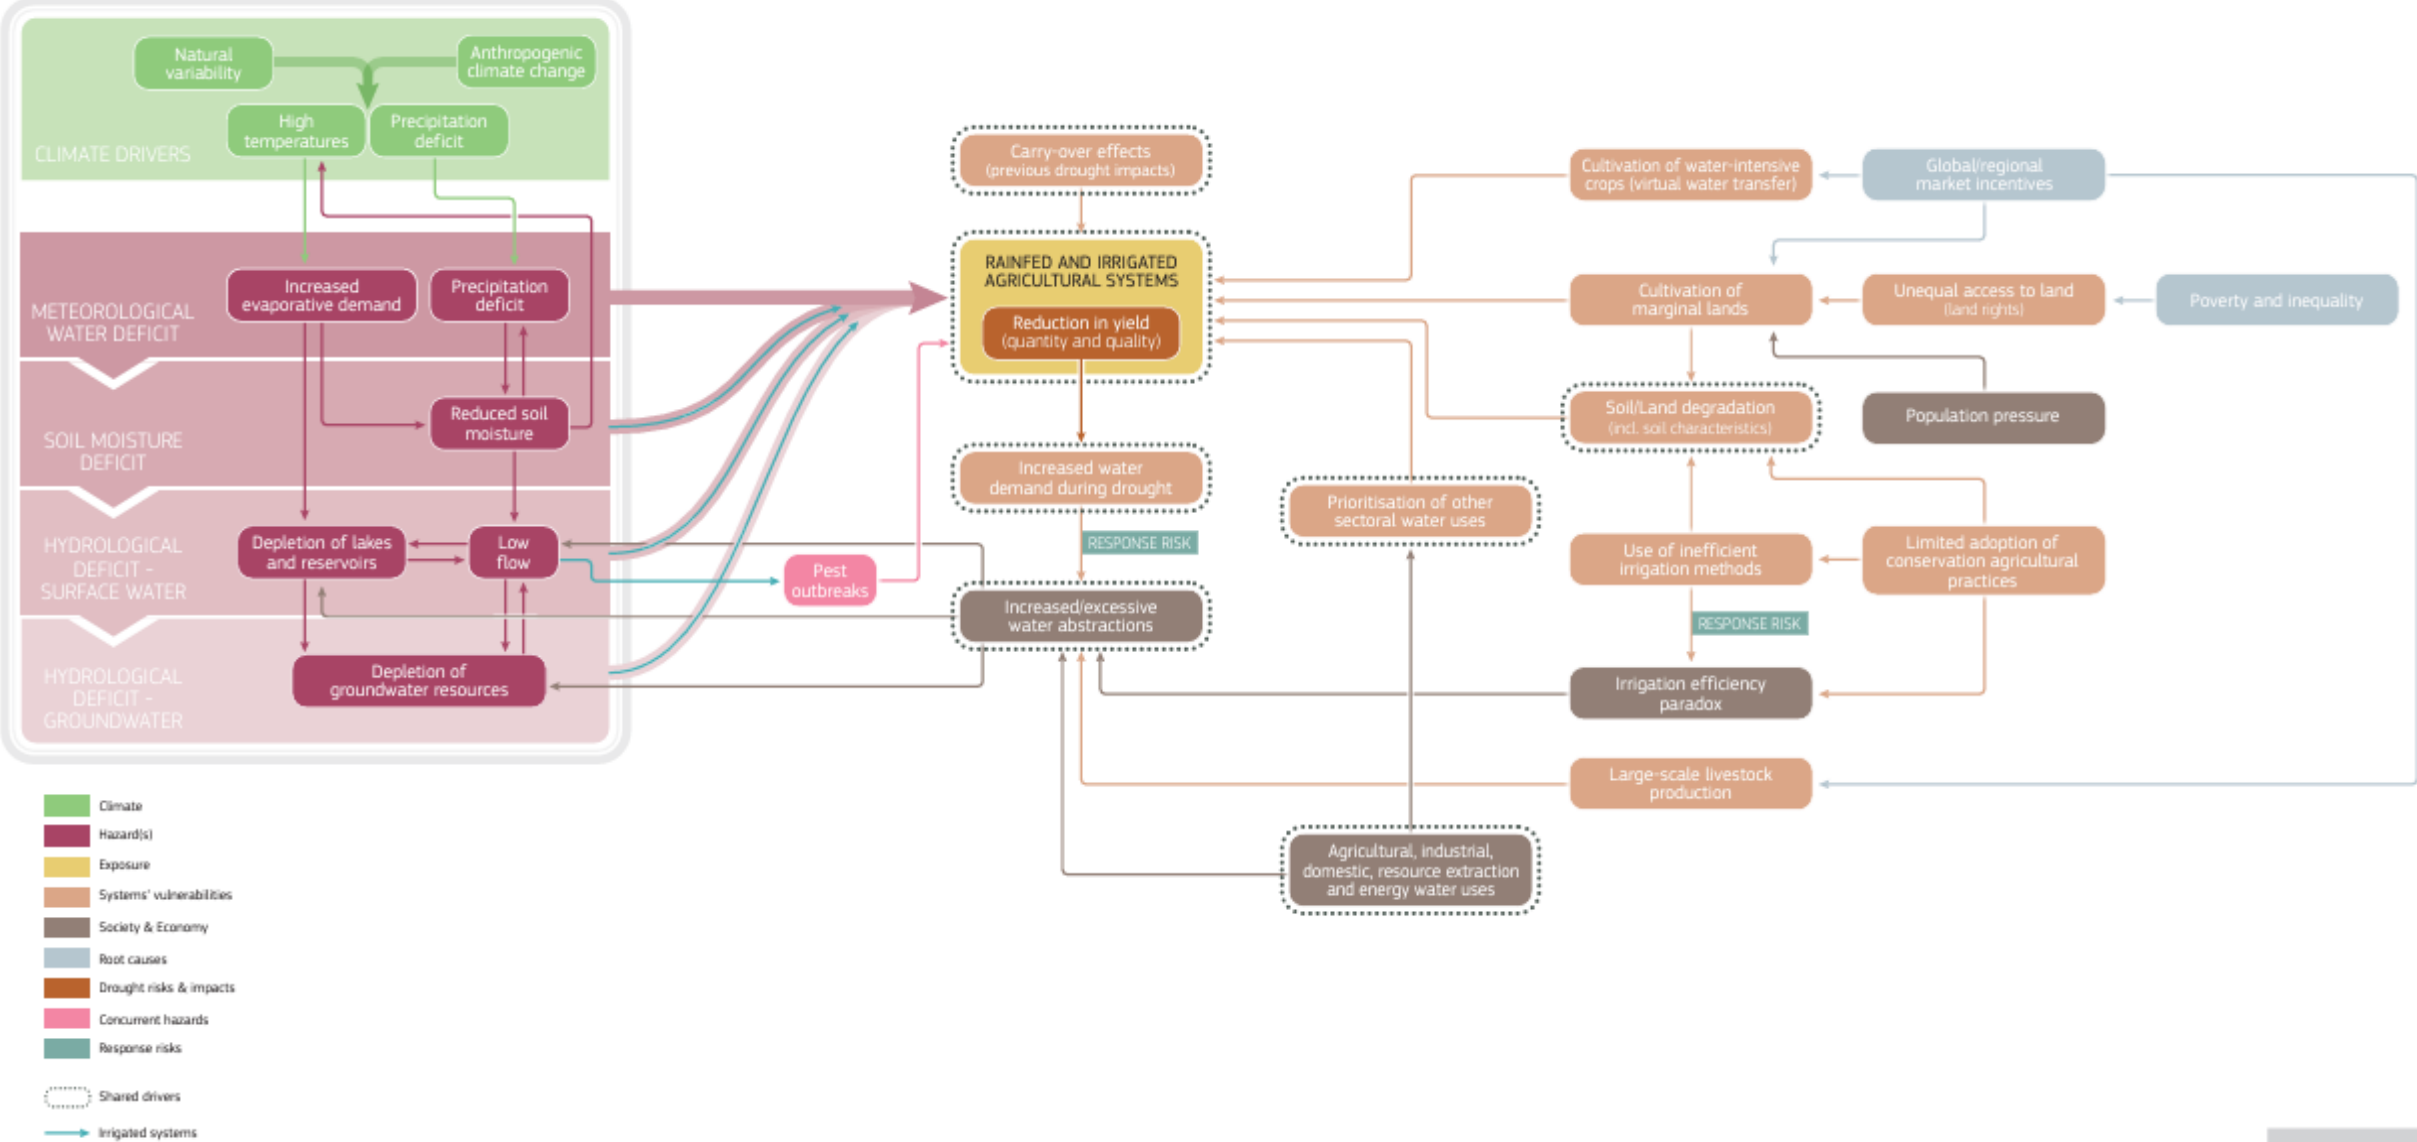 Natural
variability
Anthropogenic
climate change
High
temperatures
Precipitation
deficit
CLIMATE DRIVERS
Increased
evaporative demand
Precipitation
deficit
METEOROLOGICAL
WATER DEFICIT
Reduced soil
moisture
SOIL MOISTURE
DEFICIT
Depletion of lakes
and reservoirs
Low
flow
HYDROLOGICAL
DEFICIT -
SURFACE WATER
Depletion of
groundwater resources
HYDROLOGICAL
DEFICIT -
GROUNDWATER
Pest
outbreaks
Carry-over effects
(previous drought impacts)
RAINFED AND IRRIGATED
AGRICULTURAL SYSTEMS
Reduction in yield
(quantity and quality)
Increased water
demand during drought
RESPONSE RISK
Increased/excessive
water abstractions
Prioritisation of other
sectoral water uses
Agricultural, industrial,
domestic, resource extraction
and energy water uses
Cultivation of water-intensive
crops (virtual water transfer)
Global/regional
market incentives
Cultivation of
marginal lands
Unequal access to land
(land rights)
Poverty and inequality
Soil/Land degradation
(incl. soil characteristics)
Population pressure
Use of inefficient
irrigation methods
Limited adoption of
conservation agricultural
practices
RESPONSE RISK
Irrigation efficiency
paradox
Large-scale livestock
production
Climate
Hazard(s)
Exposure
Systems' vulnerabilities
Society & Economy
Root causes
Drought risks & impacts
Concurrent hazards
Response risks
Shared drivers
Irrigated systems